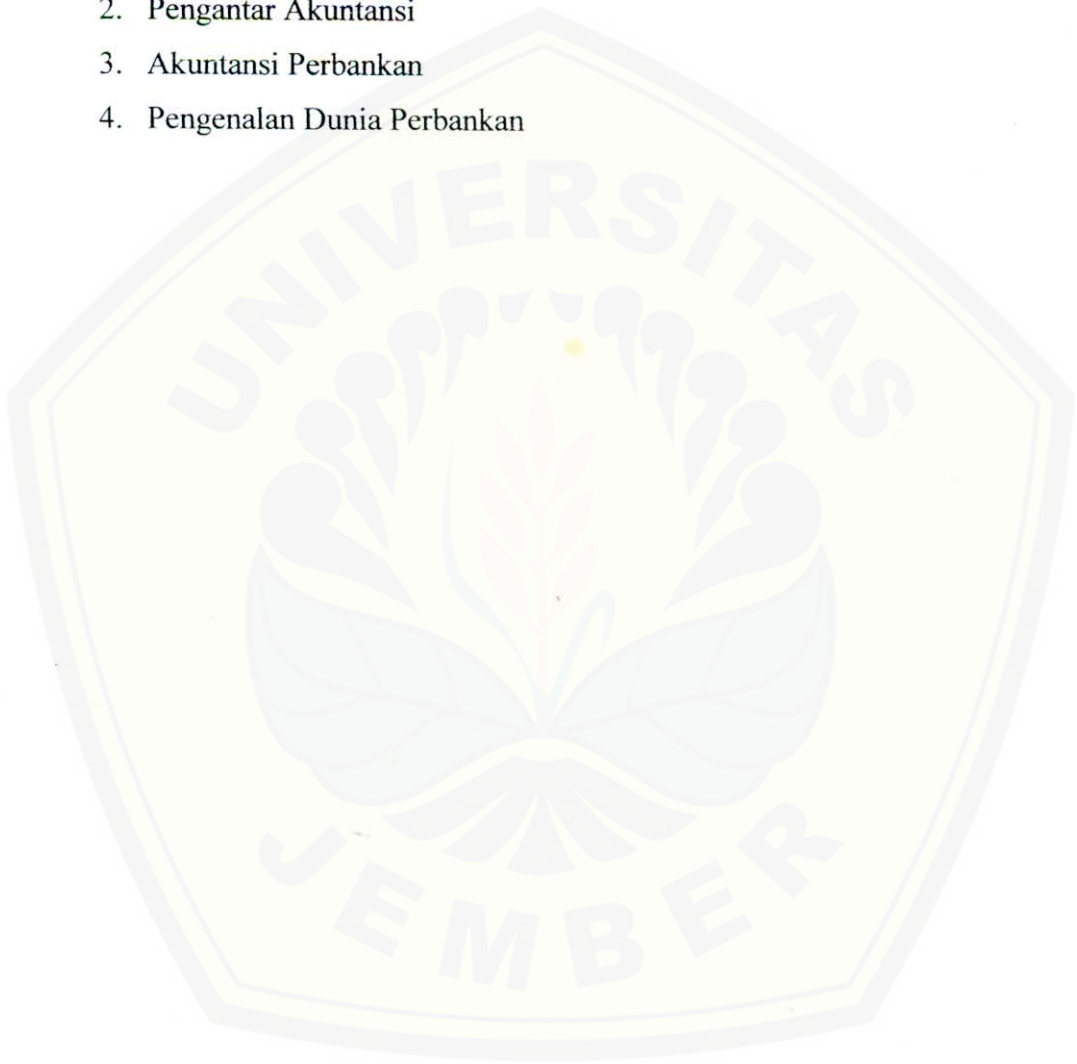 2. Pengantar Akuntansi
3. Akuntansi Perbankan
4. Pengenalan Dunia Perbankan
UNIVERSITAS
JEMBER